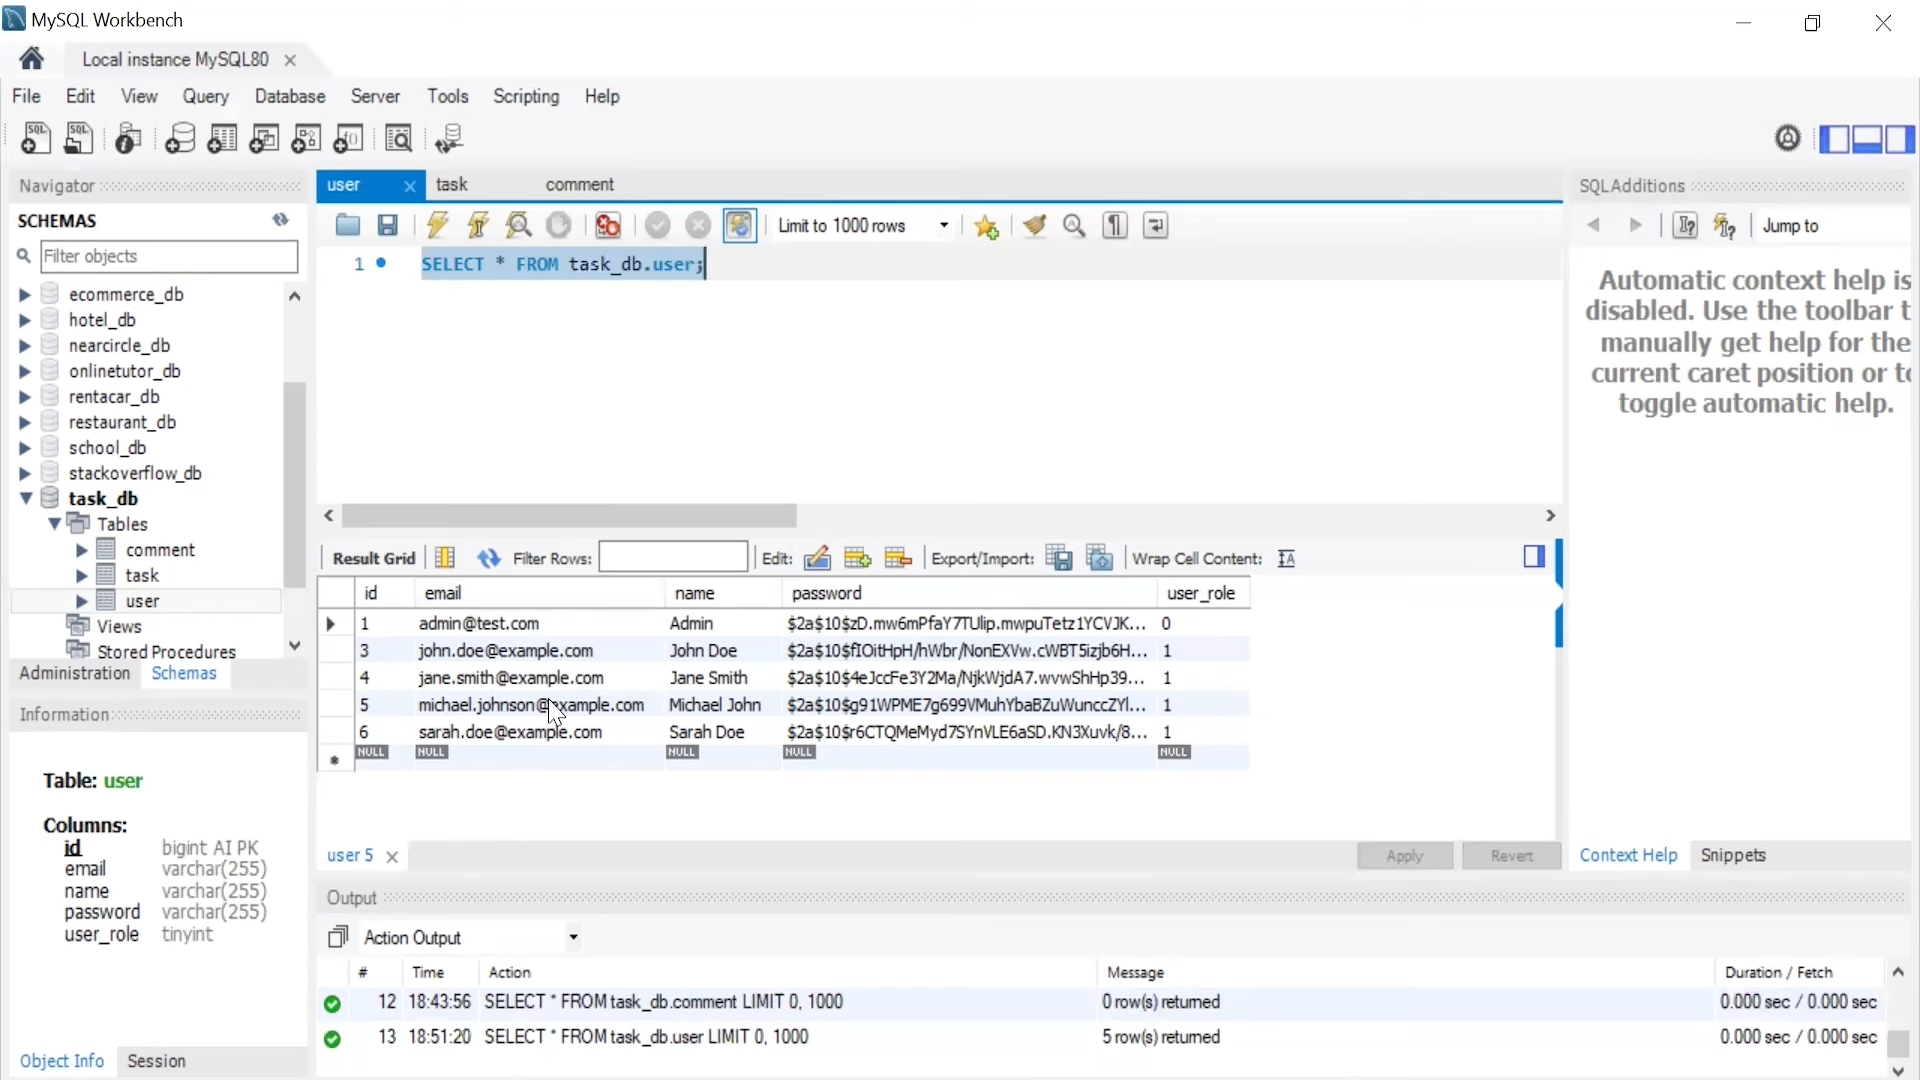 MySQL Workbench
Local instance MySQL80
File Edit View Query Database Server Tools Scripting Help
Navigator
SCHEMAS
Filter objects
ecommerce_db
hotel_db
nearcircle_db
onlinetutor_db
rentacar_db
restaurant_db
school_db
stackoverflow_db
task_db
Tables
comment
task
user
Views
Stored Procedures
Administration Schemas
Information
Table: user
Columns:
id bigint AI PK
email varchar(255)
name varchar(255)
password varchar(255)
user_role tinyint
Object Info Session
user task comment
Limit to 1000 rows
1 SELECT * FROM task_db.user;
Result Grid Filter Rows: Edit: Export/Import: Wrap Cell Content:
id email name password user_role
1 admin@test.com Admin $2a$10$zD.mw6mPfaY7TUlip.mwpuTetz1YCVJK... 0
3 john.doe@example.com John Doe $2a$10$fIOitHpH/hWbr/NonEXVw.cWBT5izjb6H... 1
4 jane.smith@example.com Jane Smith $2a$10$4eJccFe3Y2Ma/NjkWjdA7.wvwShHp39... 1
5 michael.johnson@example.com Michael John $2a$10$g91WPME7g699VMuhYbaBZuWunccZYl... 1
6 sarah.doe@example.com Sarah Doe $2a$10$r6CTQMeMyd7SYnVLE6aSD.KN3Xuvk/8... 1
NULL NULL NULL NULL NULL
user 5 Apply Revert
Output
Action Output
# Time Action Message Duration / Fetch
12 18:43:56 SELECT * FROM task_db.comment LIMIT 0, 1000 0 row(s) returned 0.000 sec / 0.000 sec
13 18:51:20 SELECT * FROM task_db.user LIMIT 0, 1000 5 row(s) returned 0.000 sec / 0.000 sec
SQLAdditions
Jump to
Automatic context help is
disabled. Use the toolbar t
manually get help for the
current caret position or to
toggle automatic help.
Context Help Snippets